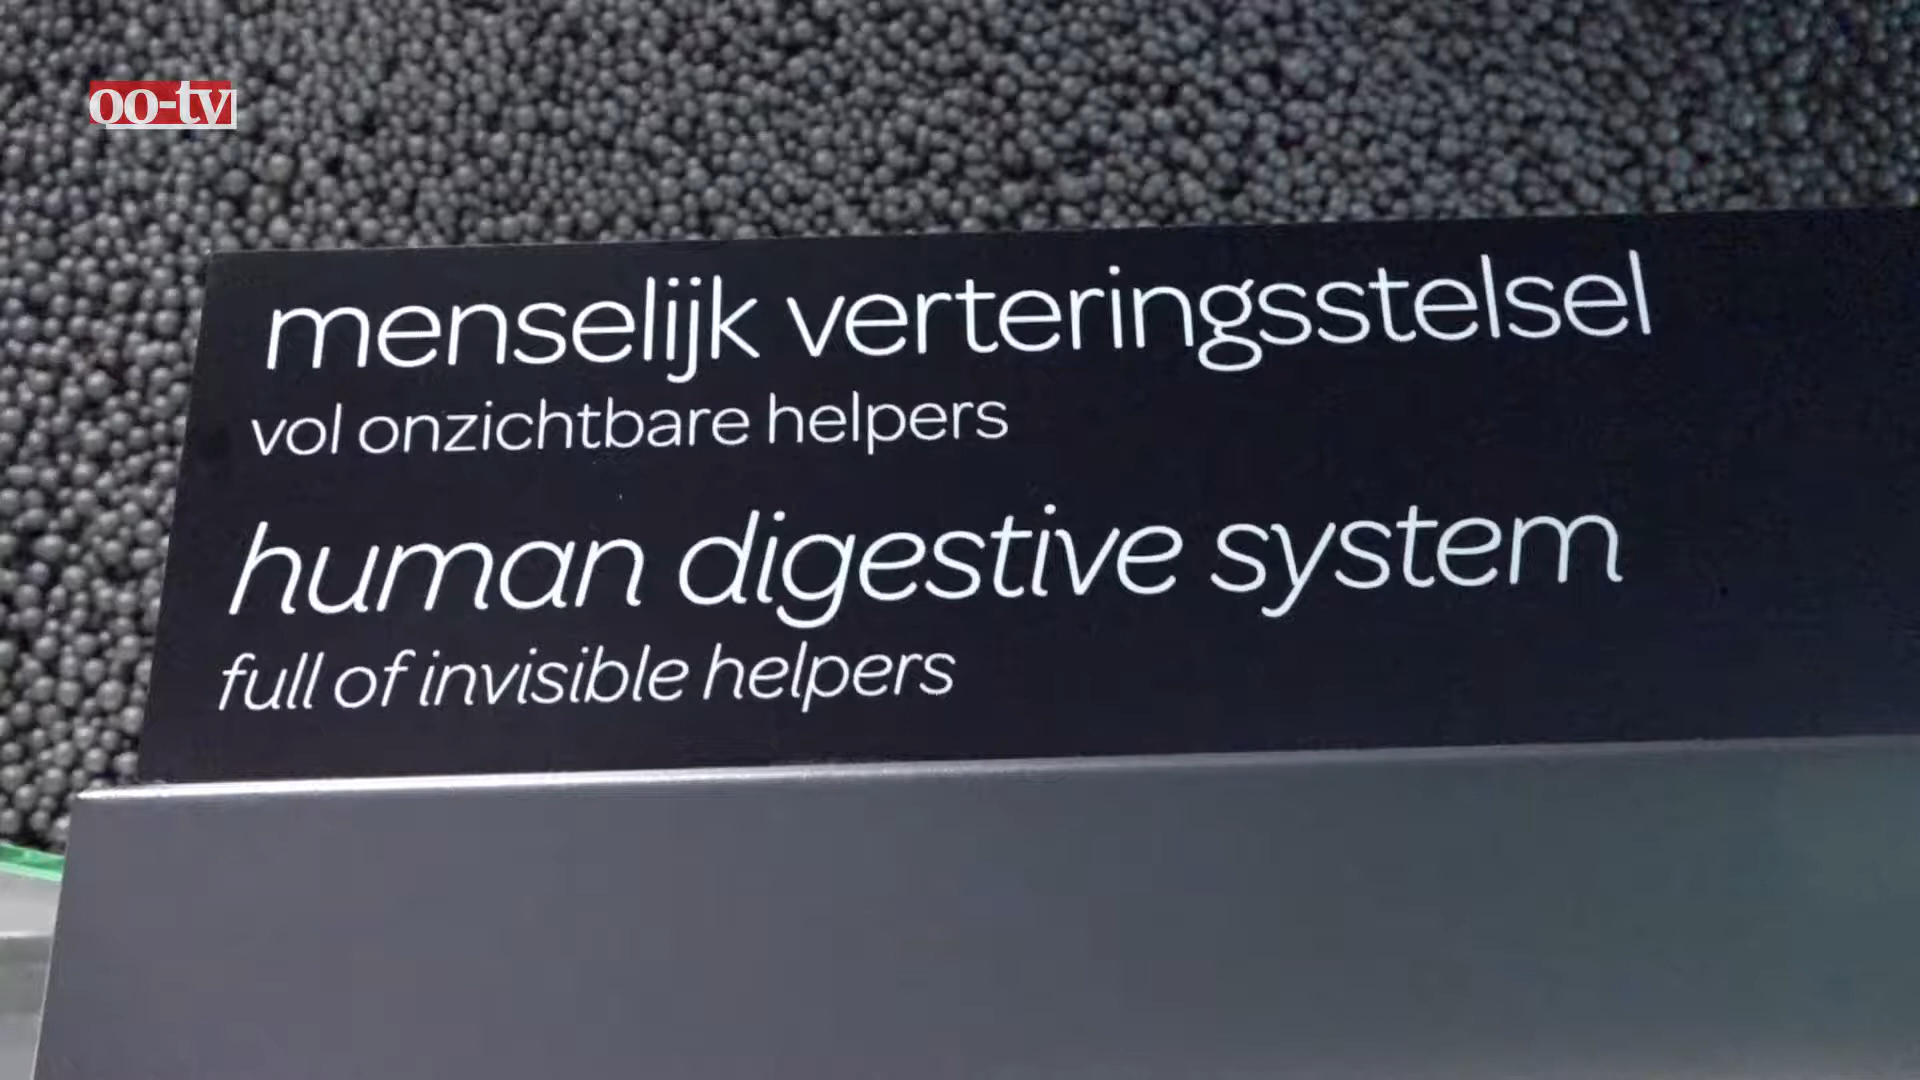 oo-tv
menselijk verteringsstelsel
vol onzichtbare helpers
human digestive system
full of invisible helpers